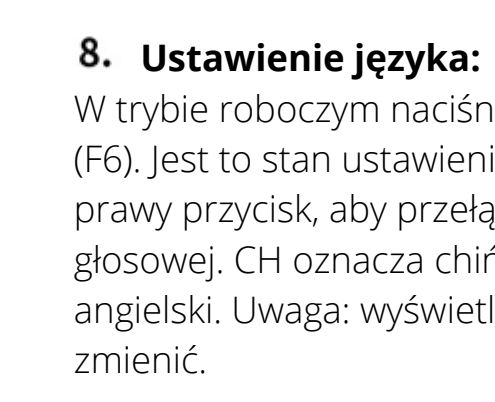 8. Ustawienie języka:
W trybie roboczym naciśn
(F6). Jest to stan ustawieni
prawy przycisk, aby przełą
głosowej. CH oznacza chiń
angielski. Uwaga: wyświetl
zmienić.